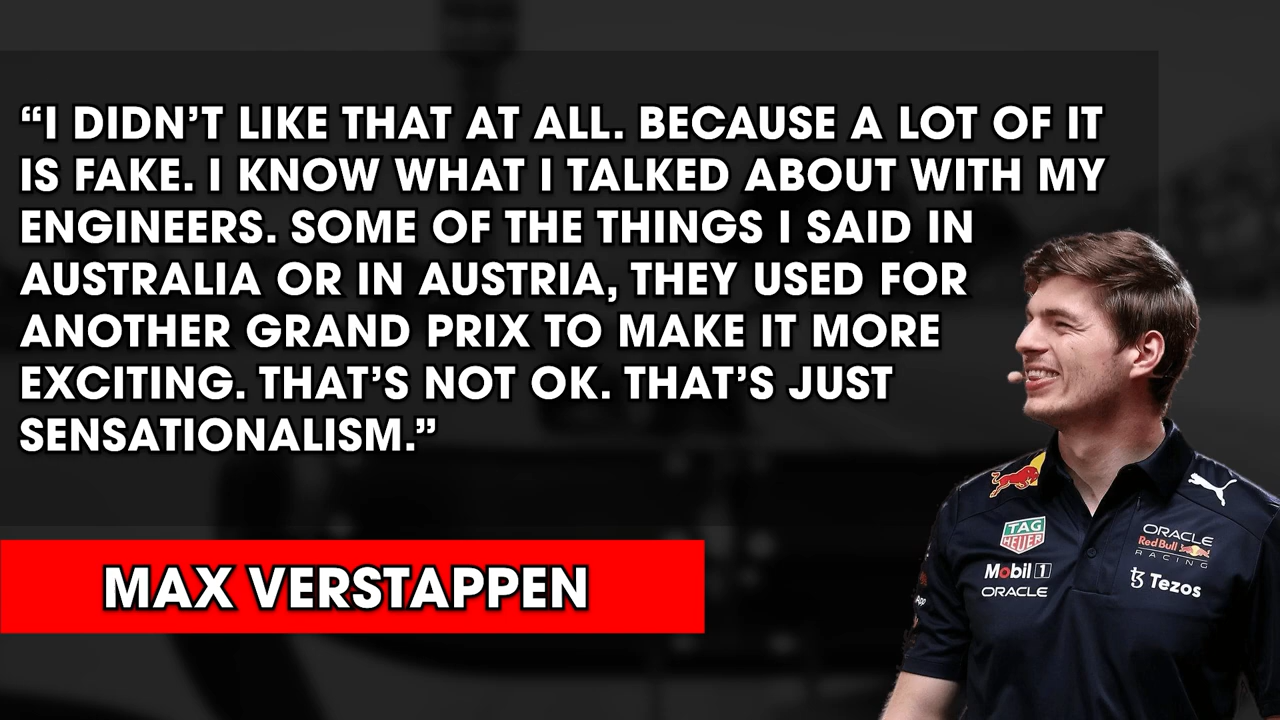 “I DIDN’T LIKE THAT AT ALL. BECAUSE A LOT OF IT
IS FAKE. I KNOW WHAT I TALKED ABOUT WITH MY
ENGINEERS. SOME OF THE THINGS I SAID IN
AUSTRALIA OR IN AUSTRIA, THEY USED FOR
ANOTHER GRAND PRIX TO MAKE IT MORE
EXCITING. THAT’S NOT OK. THAT’S JUST
SENSATIONALISM.”
MAX VERSTAPPEN
TAG
HEUER
Mobil 1
ORACLE
ORACLE
Red Bull
RACING
Tezos